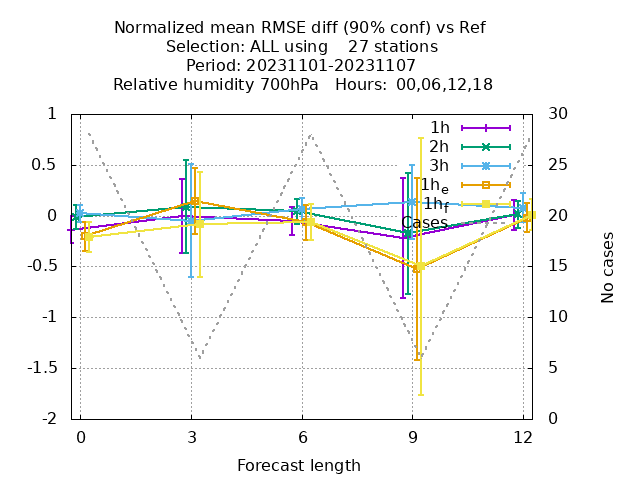 Normalized mean RMSE diff (90% conf) vs Ref
Selection: ALL using    27 stations
Period: 20231101-20231107
Relative humidity 700hPa   Hours: 00,06,12,18
1
0.5
0
-0.5
-1
-1.5
-2
30
25
20
15
10
5
0
1h
2h
3h
1h_e
1h_f
Cases
No cases
0 3 6 9 12
Forecast length